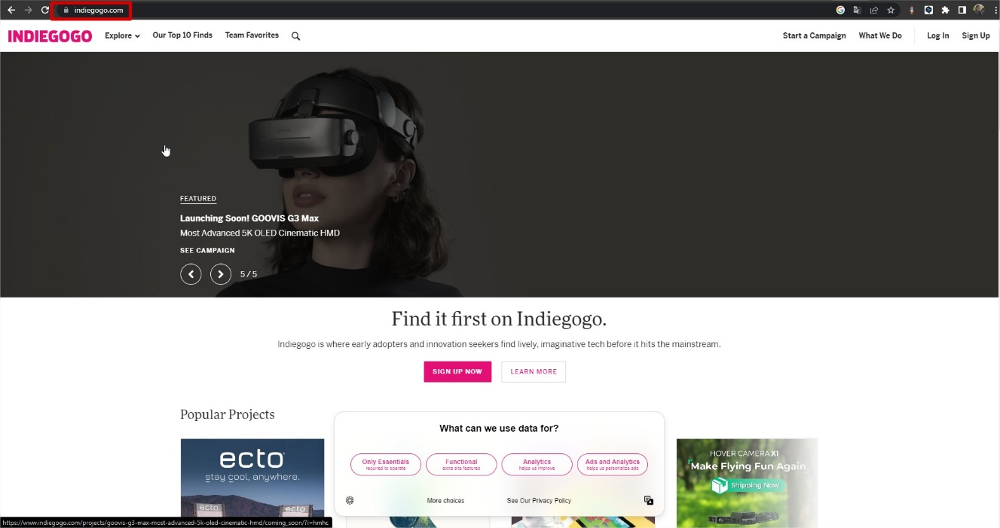 indiegogo.com
INDIEGOGO Explore Our Top 10 Finds Team Favorites Start a Campaign What We Do Log In Sign Up
FEATURED
Launching Soon! GOOVIS G3 Max
Most Advanced 5K OLED Cinematic HMD
SEE CAMPAIGN
5 / 5
Find it first on Indiegogo.
Indiegogo is where early adopters and innovation seekers find lively, imaginative tech before it hits the mainstream.
SIGN UP NOW LEARN MORE
Popular Projects
What can we use data for?
Only Essentials Functional Analytics Ads and Analytics
required to operate extra site features helps us improve helps us personalize ads
More choices See Our Privacy Policy
ecto
stay cool, anywhere.
ecto ecto
HOVER CAMERA X1
Make Flying Fun Again
Shipping Now
https://www.indiegogo.com/projects/goovis-g3-max-most-advanced-5k-oled-cinematic-hmd/coming_soon/?i=hmhc